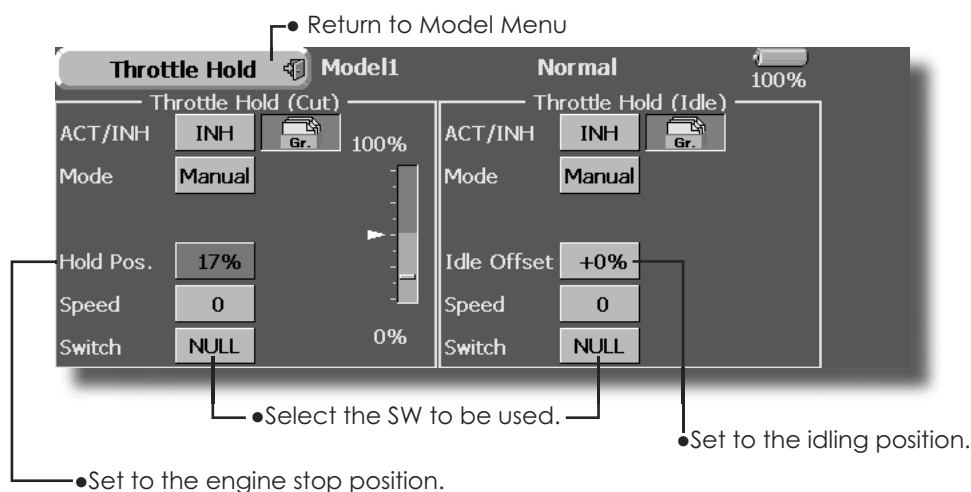 ● Return to Model Menu
Throttle Hold Model1 Normal 100%
Throttle Hold (Cut) Throttle Hold (Idle)
ACT/INH INH Gr. 100% ACT/INH INH Gr.
Mode Manual Mode Manual
Hold Pos. 17% Idle Offset +0%
Speed 0 Speed 0
Switch NULL 0% Switch NULL
●Select the SW to be used.
●Set to the idling position.
●Set to the engine stop position.